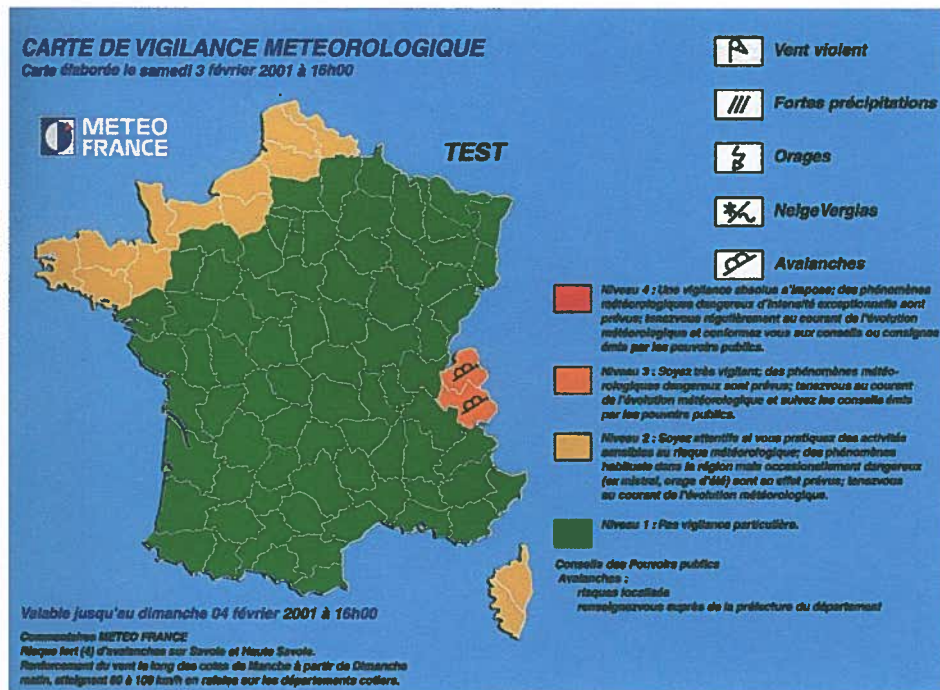 CARTE DE VIGILANCE METEOROLOGIQUE
Carte élaborée le samedi 3 février 2001 à 16h00
METEO
FRANCE
TEST
Vent violent
Fortes précipitations
Orages
NeigeVerglas
Avalanches
Niveau 4 : Une vigilance absolue s'impose; des phénomènes
météorologiques dangereux d'intensité exceptionnelle sont
prévus; tenezvous régulièrement au courant de l'évolution
météorologique et conformez vous aux conseils ou consignes
émis par les pouvoirs publics.
Niveau 3 : Soyez très vigilant; des phénomènes météo-
rologiques dangereux sont prévus; tenezvous au courant
de l'évolution météorologique et suivez les conseils émis
par les pouvoirs publics.
Niveau 2 : Soyez attentifs si vous pratiquez des activités
sensibles au risque météorologique; des phénomènes
habituels dans la région mais occasionellement dangereux
(ex mistral, orage d'été) sont en effet prévus; tenezvous
au courant de l'évolution météorologique.
Niveau 1 : Pas vigilance particulière.
Conseils des Pouvoirs publics
Avalanches :
risques localisés
renseignezvous auprès de la préfecture du département
Valable jusqu'au dimanche 04 février 2001 à 16h00
Commentaires METEO FRANCE
Risque fort (4) d'avalanches sur Savoie et Haute Savoie.
Renforcement du vent le long des cotes de Manche à partir de Dimanche
matin, atteignant 80 à 100 km/h en rafales sur les départements cotiers.